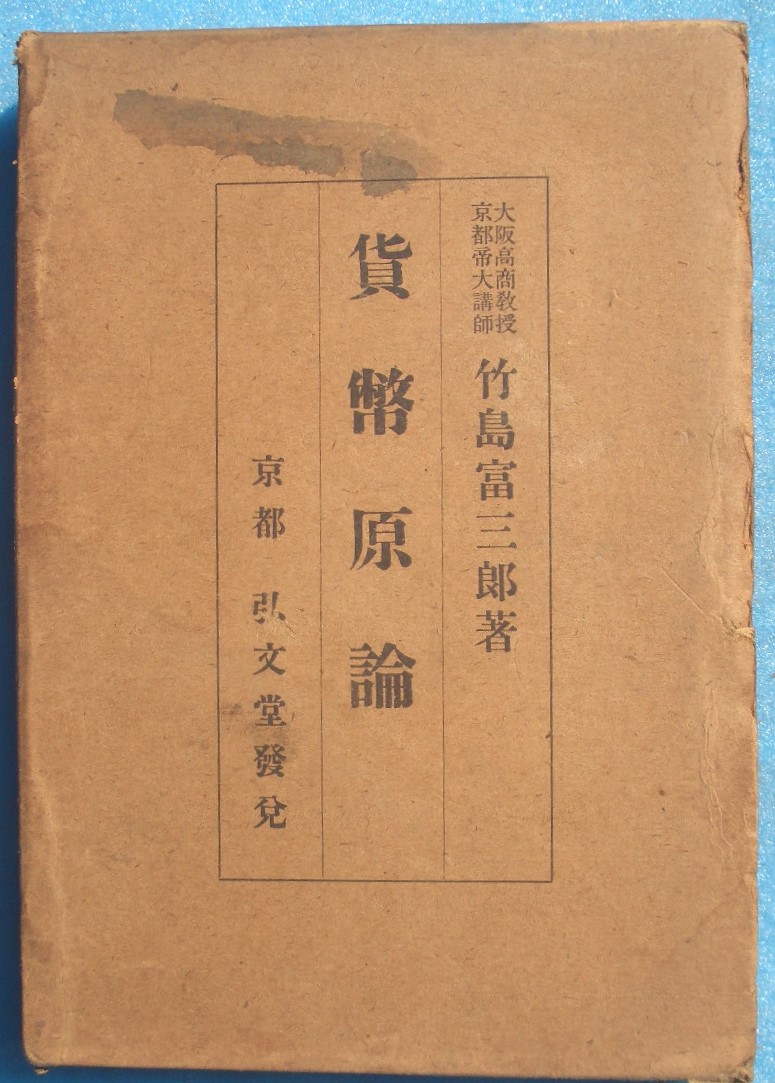 大阪高商教授
京都帝大講師
竹島富三郎著
貨幣原論
京都 弘文堂發兌